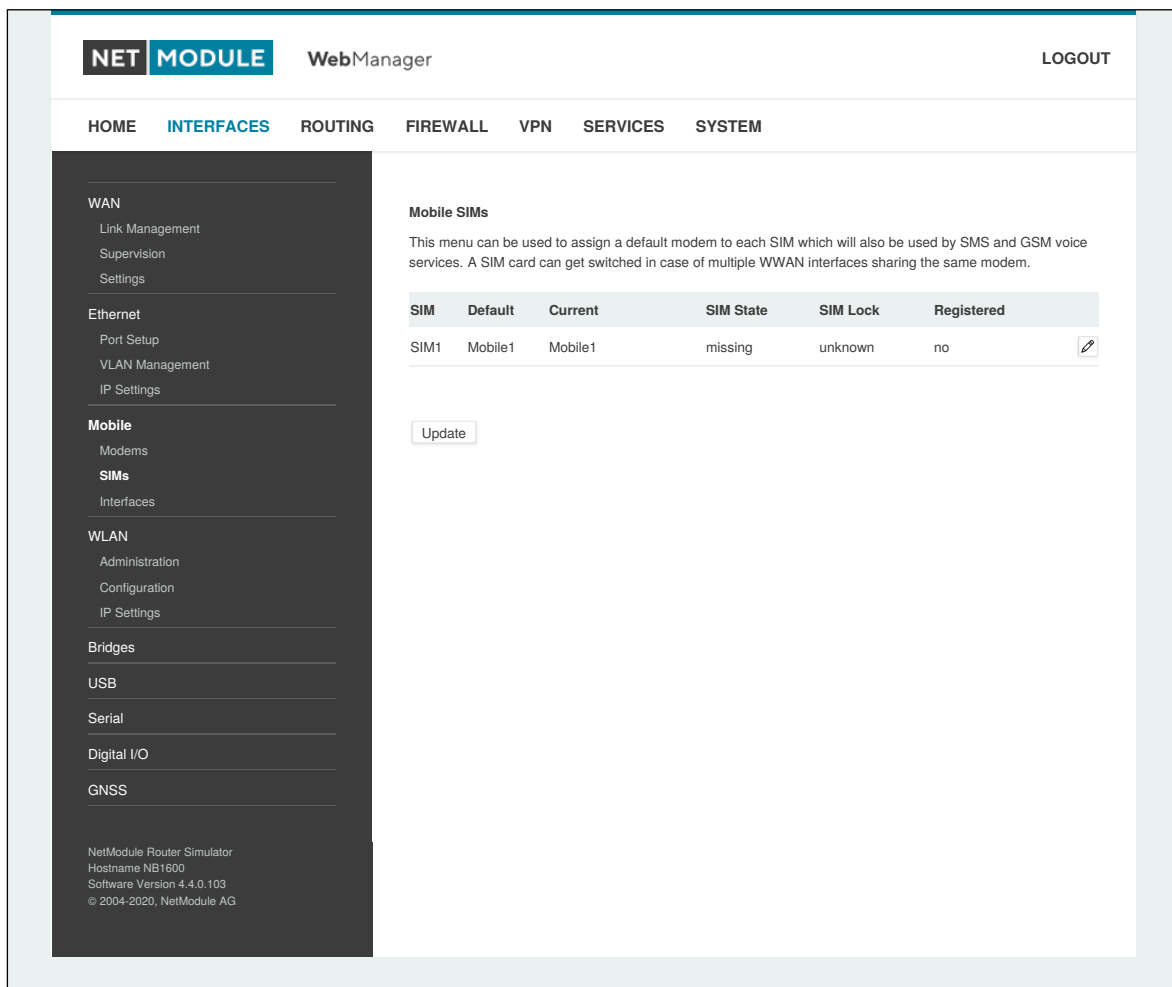 NET MODULE WebManager LOGOUT
HOME INTERFACES ROUTING FIREWALL VPN SERVICES SYSTEM
WAN
Link Management
Supervision
Settings
Ethernet
Port Setup
VLAN Management
IP Settings
Mobile
Modems
SIMs
Interfaces
WLAN
Administration
Configuration
IP Settings
Bridges
USB
Serial
Digital I/O
GNSS
NetModule Router Simulator
Hostname NB1600
Software Version 4.4.0.103
© 2004-2020, NetModule AG
Mobile SIMs
This menu can be used to assign a default modem to each SIM which will also be used by SMS and GSM voice
services. A SIM card can get switched in case of multiple WWAN interfaces sharing the same modem.
SIM Default Current SIM State SIM Lock Registered
SIM1 Mobile1 Mobile1 missing unknown no
Update